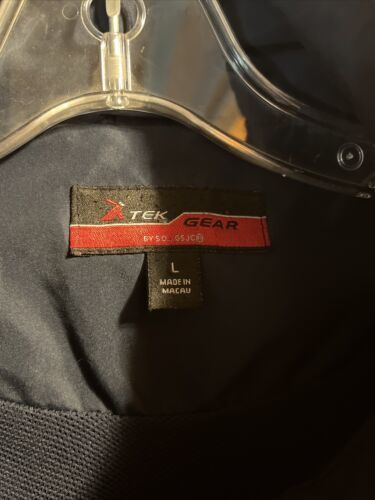 X TEK GEAR
L
MADE IN
MACAU